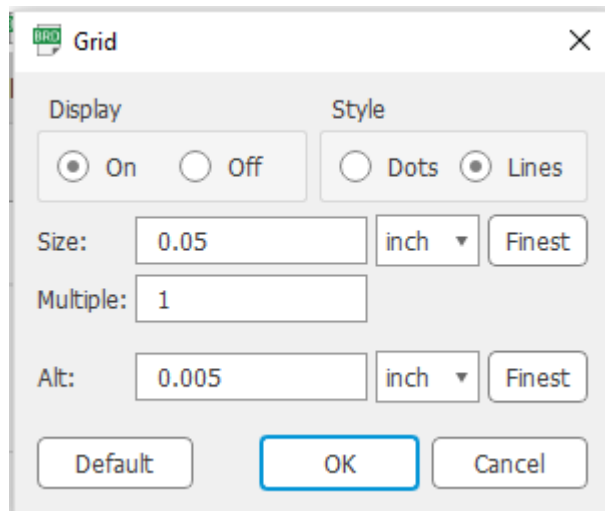 BRD Grid
Display Style
On Off Dots Lines
Size: 0.05 inch Finest
Multiple: 1
Alt: 0.005 inch Finest
Default OK Cancel